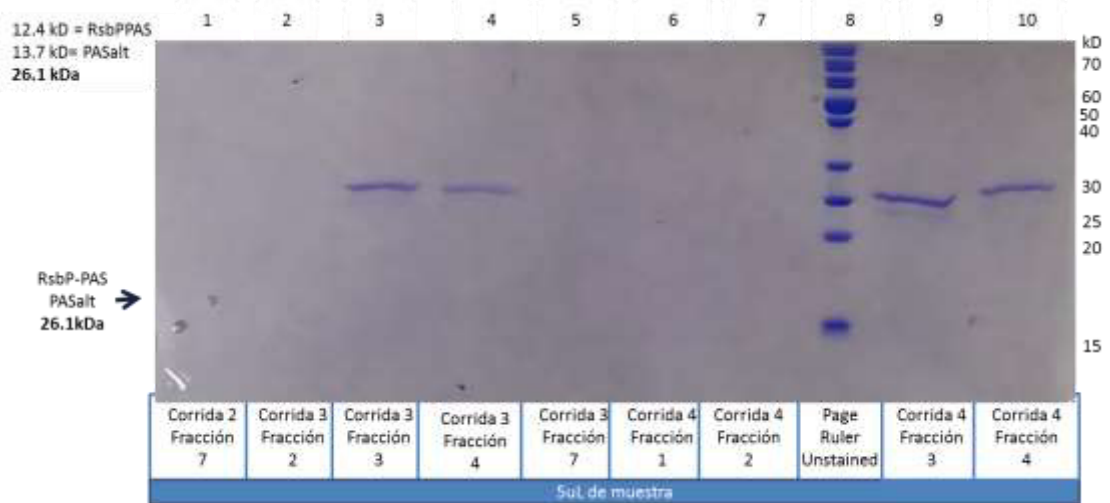 12.4 kD = RsbPPAS
13.7 kD= PASalt
26.1 kDa
1 2 3 4 5 6 7 8 9 10
kD
70
60
50
40
30
25
20
15
RsbP-PAS
PASalt
26.1kDa
Corrida 2
Fracción
7
Corrida 3
Fracción
2
Corrida 3
Fracción
3
Corrida 3
Fracción
4
Corrida 3
Fracción
7
Corrida 4
Fracción
1
Corrida 4
Fracción
2
Page
Ruler
Unstained
Corrida 4
Fracción
3
Corrida 4
Fracción
4
5uL de muestra